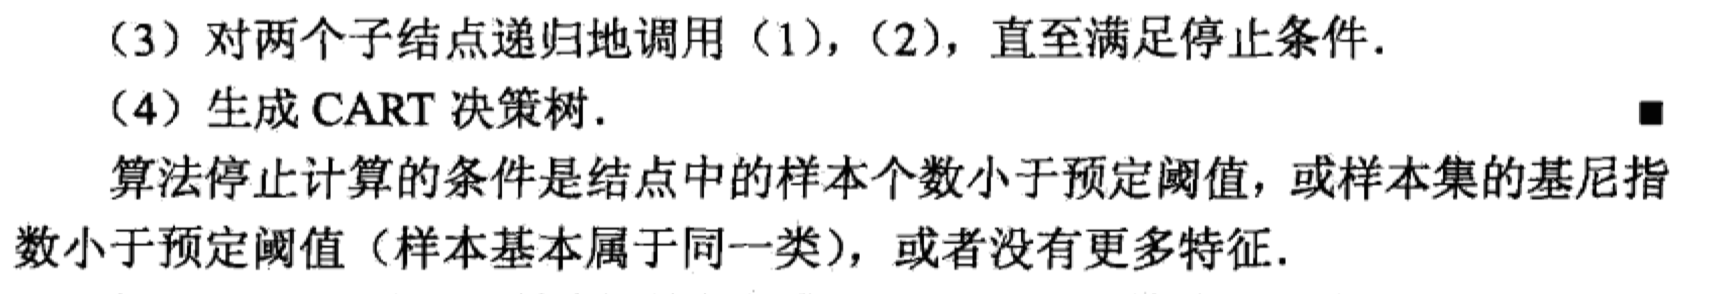 （3）对两个子结点递归地调用（1），（2），直至满足停止条件．
（4）生成 CART 决策树． ■
算法停止计算的条件是结点中的样本个数小于预定阈值，或样本集的基尼指
数小于预定阈值（样本基本属于同一类），或者没有更多特征．